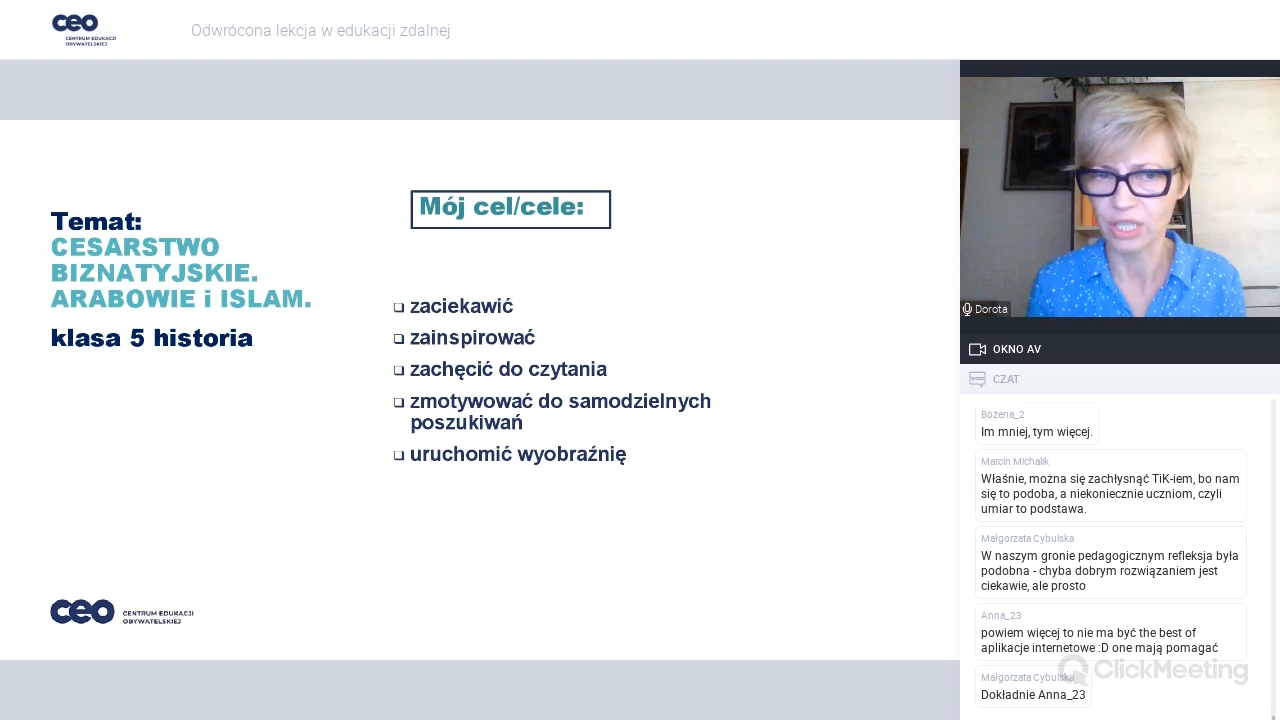 ceo
CENTRUM EDUKACJI
OBYWATELSKIEJ
Odwrócona lekcja w edukacji zdalnej
Temat:
CESARSTWO
BIZNATYJSKIE.
ARABOWIE i ISLAM.
klasa 5 historia
Mój cel/cele:
zaciekawić
zainspirować
zachęcić do czytania
zmotywować do samodzielnych
poszukiwań
uruchomić wyobraźnię
ceo
CENTRUM EDUKACJI
OBYWATELSKIEJ
Dorota
OKNO AV
CZAT
Bożena_2
Im mniej, tym więcej.
Marcin Michalik
Właśnie, można się zachłysnąć TiK-iem, bo nam
się to podoba, a niekoniecznie uczniom, czyli
umiar to podstawa.
Małgorzata Cybulska
W naszym gronie pedagogicznym refleksja była
podobna - chyba dobrym rozwiązaniem jest
ciekawie, ale prosto
Anna_23
powiem więcej to nie ma być the best of
aplikacje internetowe :D one mają pomagać
Małgorzata Cybulska
Dokładnie Anna_23
ClickMeeting